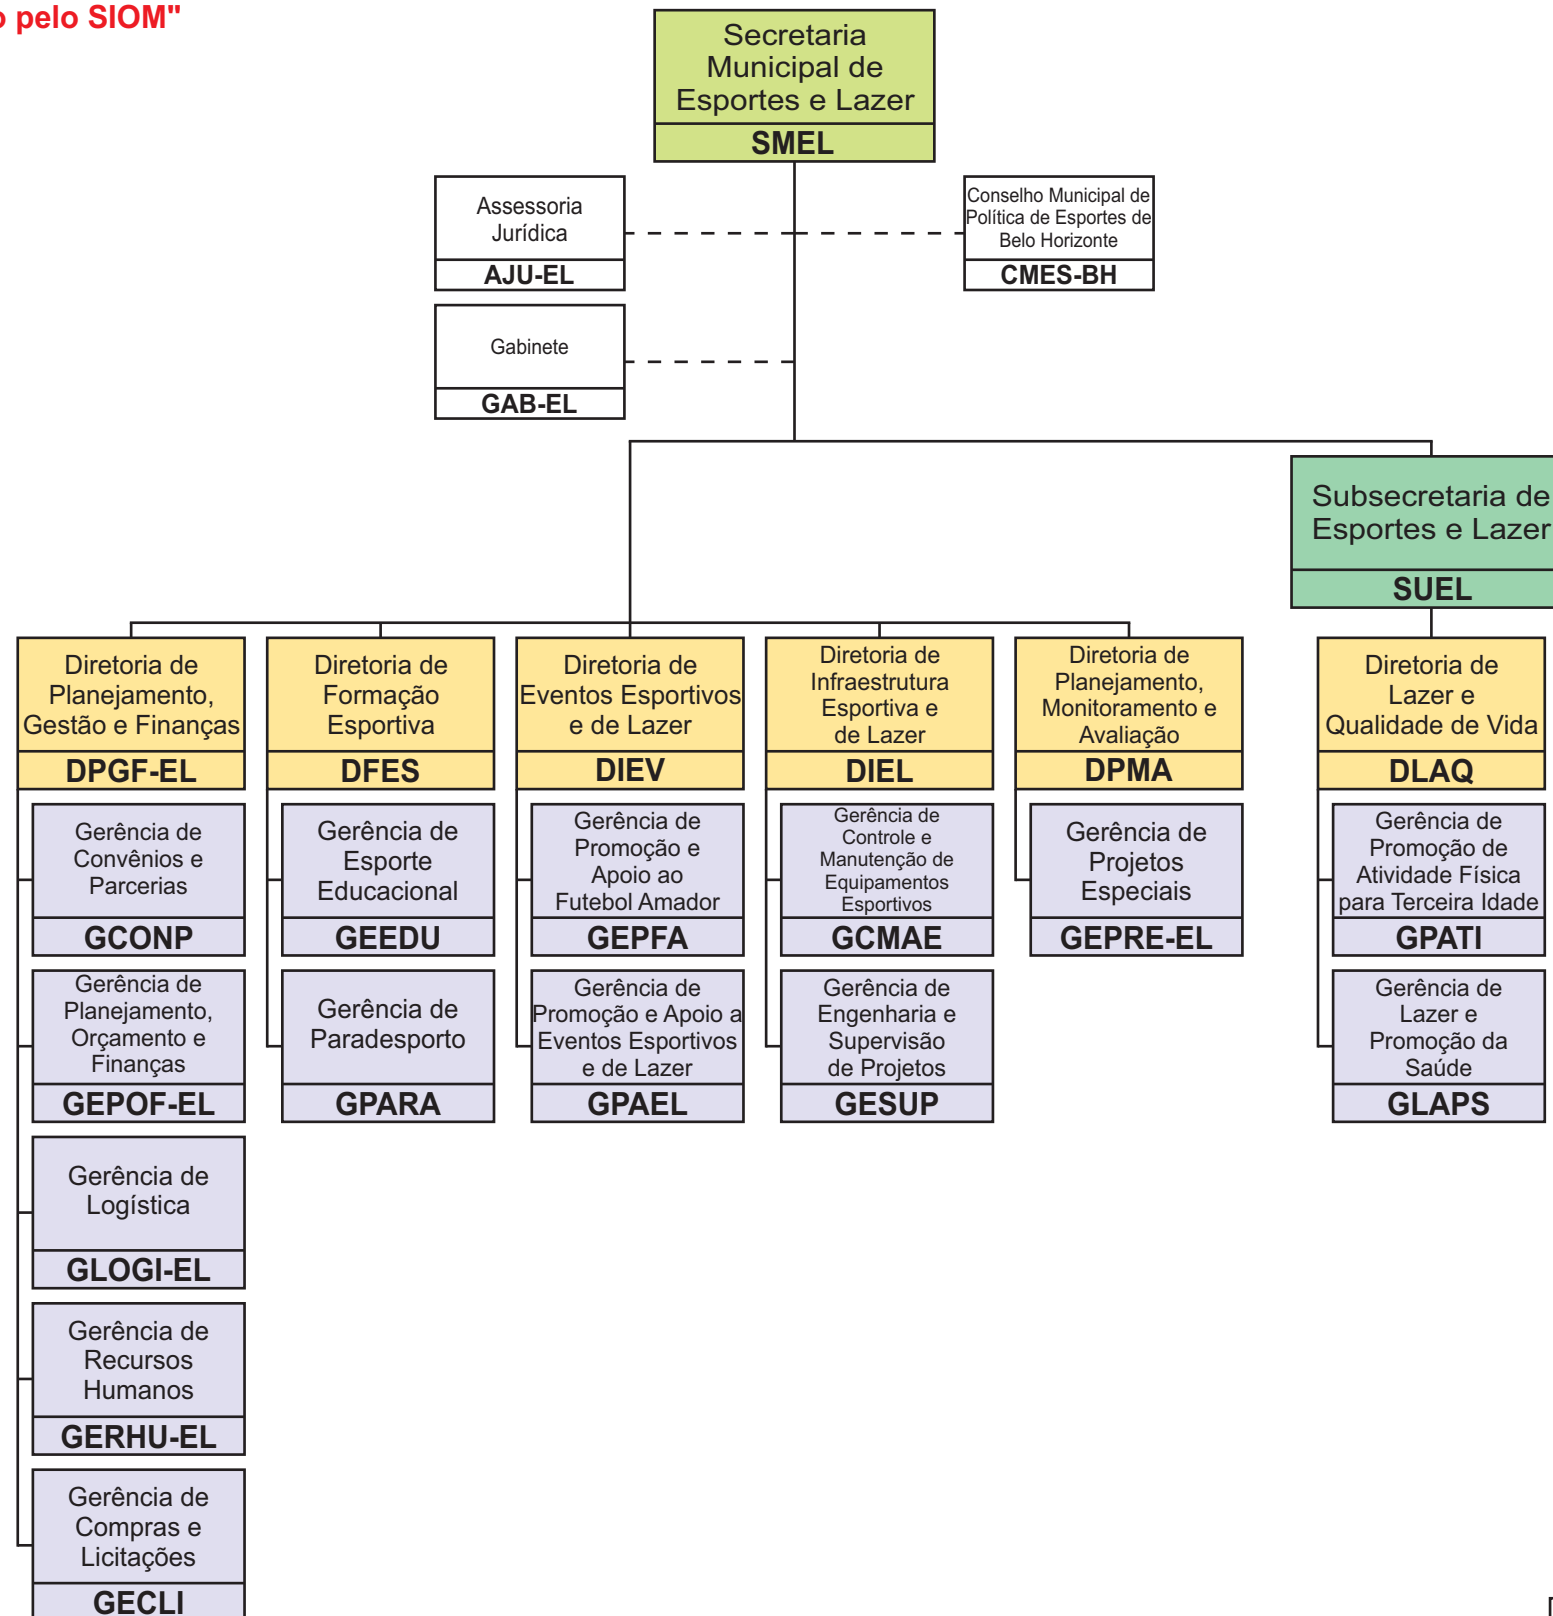 o pelo SIOM"
Secretaria
Municipal de
Esportes e Lazer
SMEL
Assessoria
Jurídica
AJU-EL
Conselho Municipal de
Política de Esportes de
Belo Horizonte
CMES-BH
Gabinete
GAB-EL
Subsecretaria de
Esportes e Lazer
SUEL
Diretoria de
Planejamento,
Gestão e Finanças
DPGF-EL
Gerência de
Convênios e
Parcerias
GCONP
Gerência de
Planejamento,
Orçamento e
Finanças
GEPOF-EL
Gerência de
Logística
GLOGI-EL
Gerência de
Recursos
Humanos
GERHU-EL
Gerência de
Compras e
Licitações
GECLI
Diretoria de
Formação
Esportiva
DFES
Gerência de
Esporte
Educacional
GEEDU
Gerência de
Paradesporto
GPARA
Diretoria de
Eventos Esportivos
e de Lazer
DIEV
Gerência de
Promoção e
Apoio ao
Futebol Amador
GEPFA
Gerência de
Promoção e Apoio a
Eventos Esportivos
e de Lazer
GPAEL
Diretoria de
Infraestrutura
Esportiva e
de Lazer
DIEL
Gerência de
Controle e
Manutenção de
Equipamentos
Esportivos
GCMAE
Gerência de
Engenharia e
Supervisão
de Projetos
GESUP
Diretoria de
Planejamento,
Monitoramento e
Avaliação
DPMA
Gerência de
Projetos
Especiais
GEPRE-EL
Diretoria de
Lazer e
Qualidade de Vida
DLAQ
Gerência de
Promoção de
Atividade Física
para Terceira Idade
GPATI
Gerência de
Lazer e
Promoção da
Saúde
GLAPS